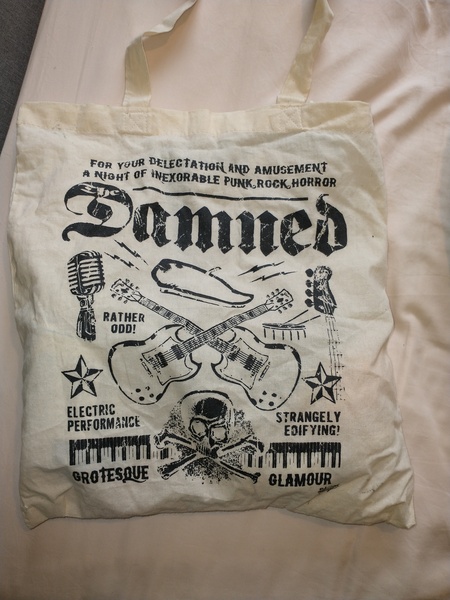 FOR YOUR DELECTATION AND AMUSEMENT
A NIGHT OF INEXORABLE PUNK ROCK HORROR
The
Damned
RATHER
ODD!
ELECTRIC
PERFORMANCE
STRANGELY
EDIFYING!
GROTESQUE
GLAMOUR